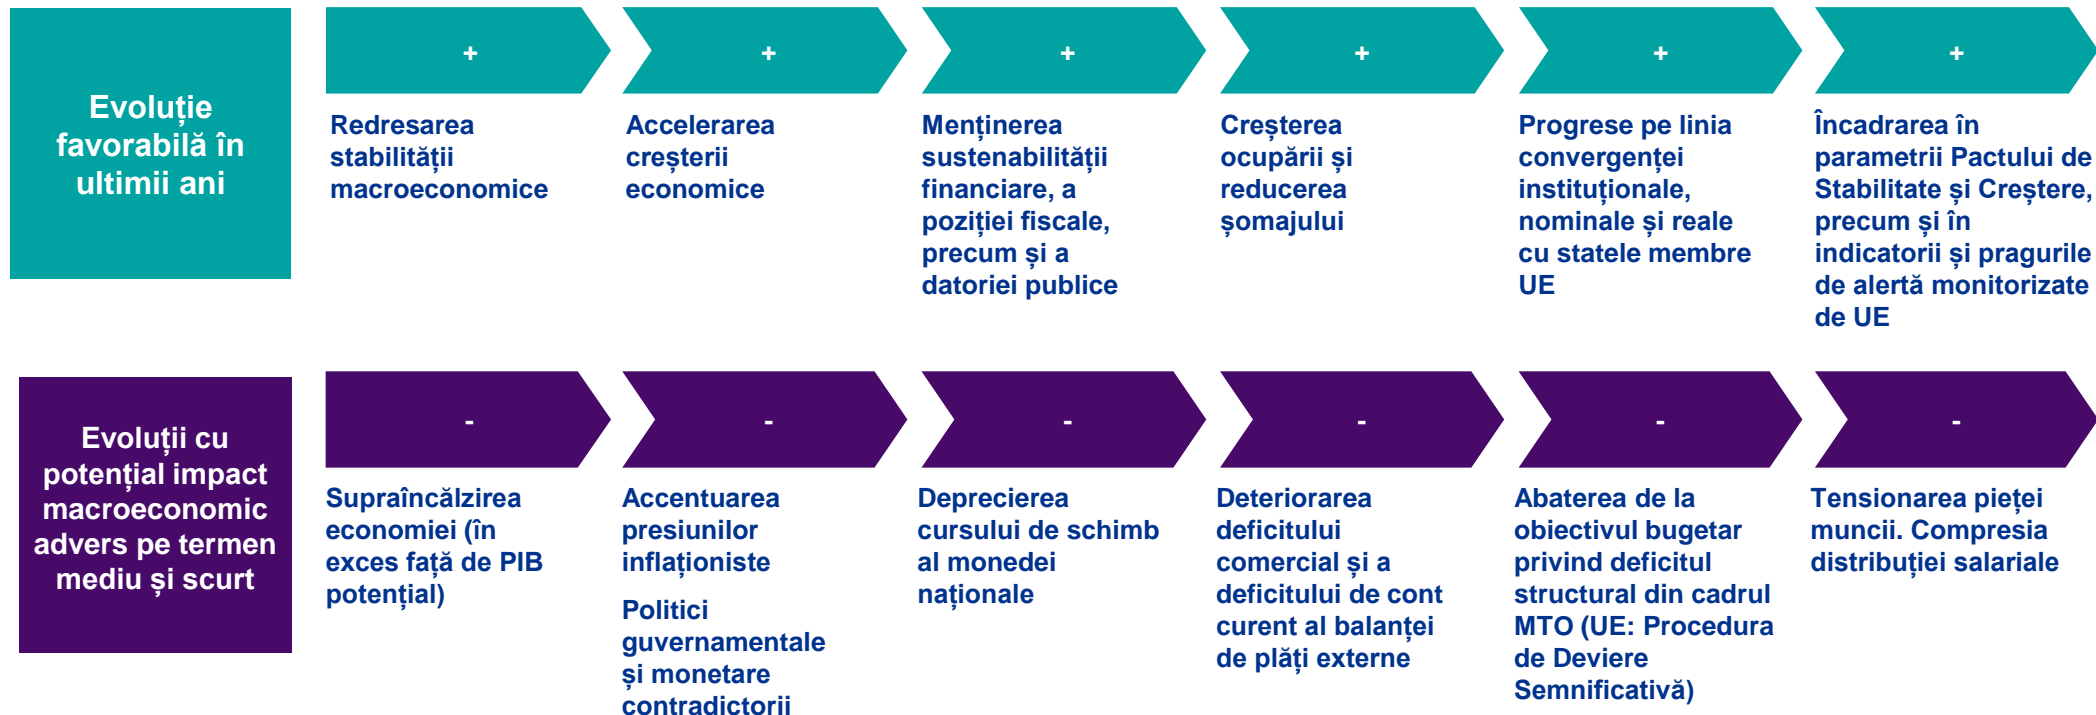 Evoluție
favorabilă în
ultimii ani
+
+
+
+
+
+
Redresarea
stabilității
macroeconomice
Accelerarea
creșterii
economice
Menținerea
sustenabilității
financiare, a
poziției fiscale,
precum și a
datoriei publice
Creșterea
ocupării și
reducerea
șomajului
Progrese pe linia
convergenței
instituționale,
nominale și reale
cu statele membre
UE
Încadrarea în
parametrii Pactului de
Stabilitate și Creștere,
precum și în
indicatorii și pragurile
de alertă monitorizate
de UE
Evoluții cu
potențial impact
macroeconomic
advers pe termen
mediu și scurt
-
-
-
-
-
-
Supraîncălzirea
economiei (în
exces față de PIB
potențial)
Accentuarea
presiunilor
inflaționiste
Politici
guvernamentale
și monetare
contradictorii
Deprecierea
cursului de schimb
al monedei
naționale
Deteriorarea
deficitului
comercial și a
deficitului de cont
curent al balanței
de plăți externe
Abaterea de la
obiectivul bugetar
privind deficitul
structural din cadrul
MTO (UE: Procedura
de Deviere
Semnificativă)
Tensionarea pieței
muncii. Compresia
distribuției salariale